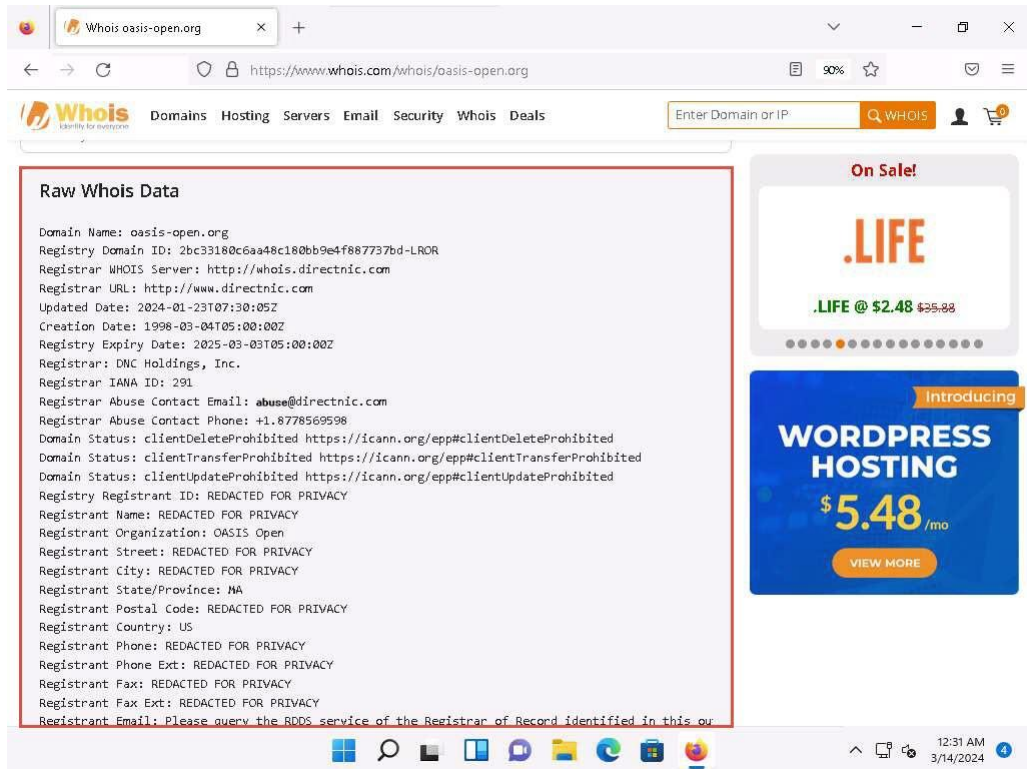 Whois oasis-open.org
https://www.whois.com/whois/oasis-open.org
90%
Whois
Identity for everyone
Domains Hosting Servers Email Security Whois Deals
Enter Domain or IP
WHOIS
0
Raw Whois Data
Domain Name: oasis-open.org
Registry Domain ID: 2bc33180c6aa48c180bb9e4f887737bd-LROR
Registrar WHOIS Server: http://whois.directnic.com
Registrar URL: http://www.directnic.com
Updated Date: 2024-01-23T07:30:05Z
Creation Date: 1998-03-04T05:00:00Z
Registry Expiry Date: 2025-03-03T05:00:00Z
Registrar: DNC Holdings, Inc.
Registrar IANA ID: 291
Registrar Abuse Contact Email: abuse@directnic.com
Registrar Abuse Contact Phone: +1.8778569598
Domain Status: clientDeleteProhibited https://icann.org/epp#clientDeleteProhibited
Domain Status: clientTransferProhibited https://icann.org/epp#clientTransferProhibited
Domain Status: clientUpdateProhibited https://icann.org/epp#clientUpdateProhibited
Registry Registrant ID: REDACTED FOR PRIVACY
Registrant Name: REDACTED FOR PRIVACY
Registrant Organization: OASIS Open
Registrant Street: REDACTED FOR PRIVACY
Registrant City: REDACTED FOR PRIVACY
Registrant State/Province: MA
Registrant Postal Code: REDACTED FOR PRIVACY
Registrant Country: US
Registrant Phone: REDACTED FOR PRIVACY
Registrant Phone Ext: REDACTED FOR PRIVACY
Registrant Fax: REDACTED FOR PRIVACY
Registrant Fax Ext: REDACTED FOR PRIVACY
Registrant Email: Please query the RDDS service of the Registrar of Record identified in this ou
On Sale!
.LIFE
.LIFE @ $2.48 $35.88
Introducing
WORDPRESS
HOSTING
$5.48/mo
VIEW MORE
12:31 AM
3/14/2024
4